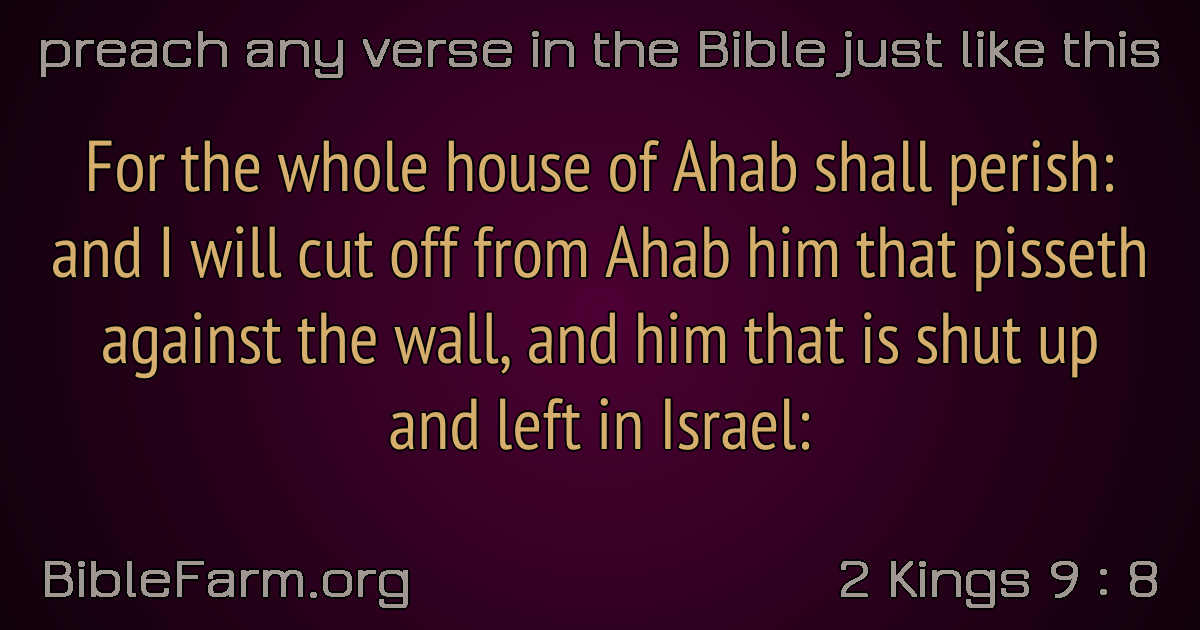 preach any verse in the Bible just like this
For the whole house of Ahab shall perish:
and I will cut off from Ahab him that pisseth
against the wall, and him that is shut up
and left in Israel:
BibleFarm.org
2 Kings 9 : 8